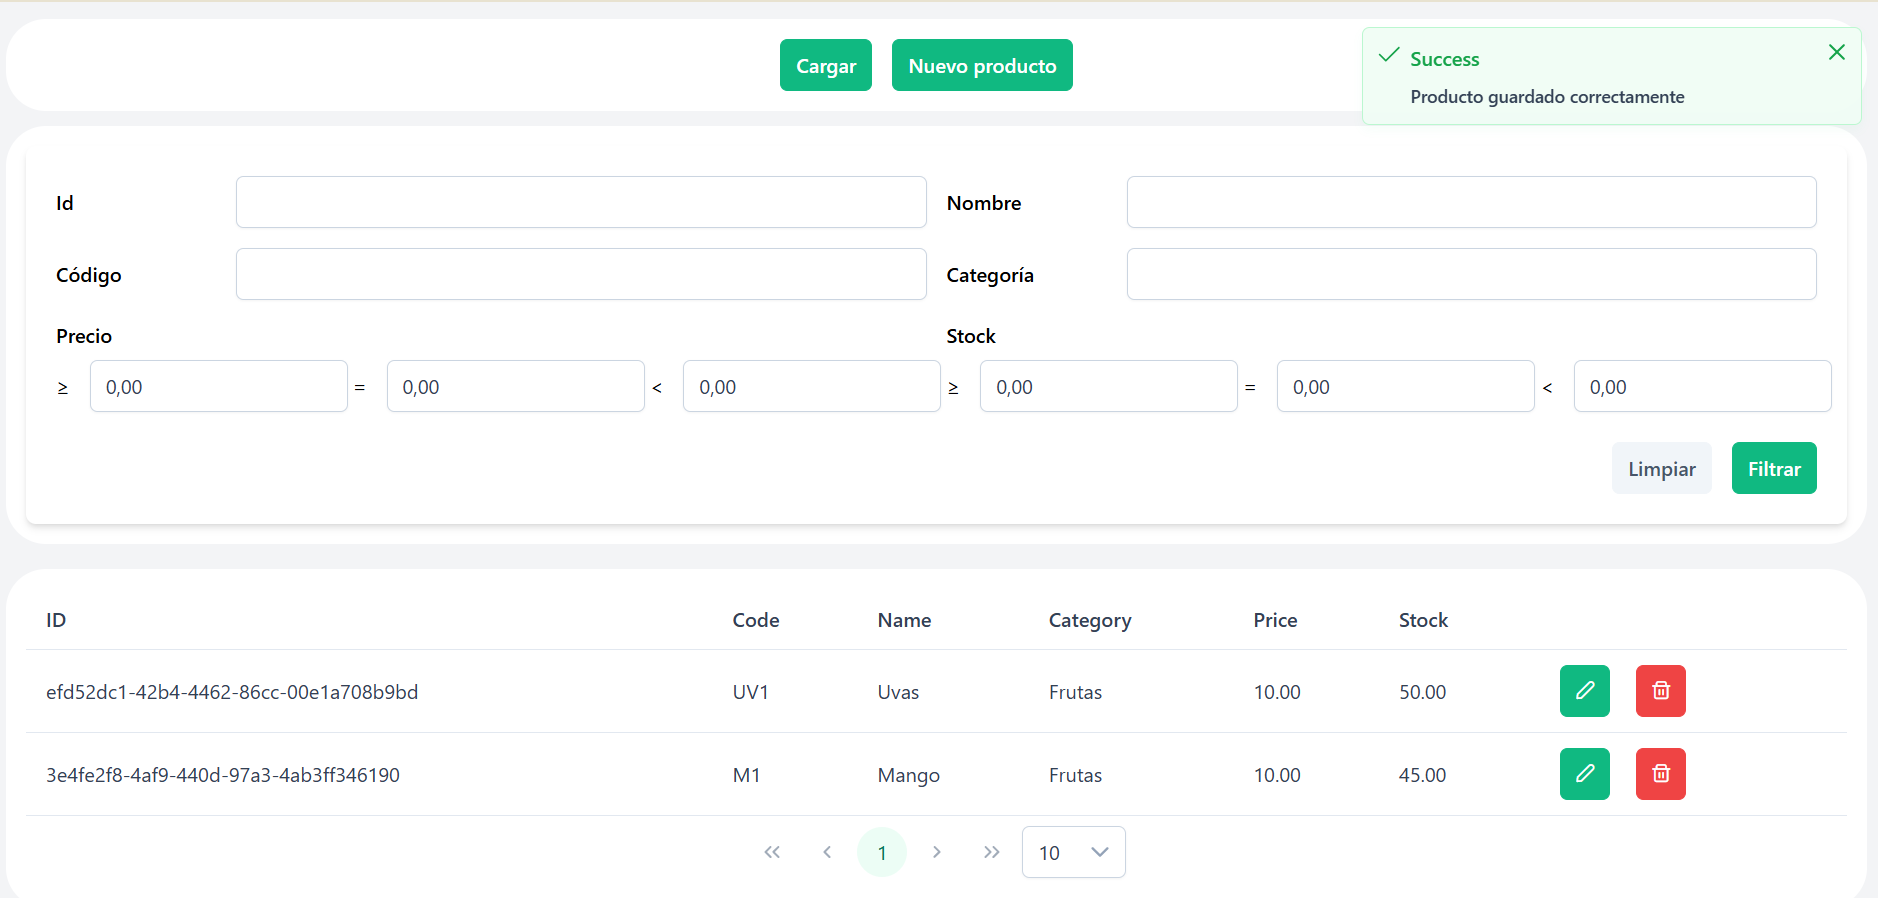 Cargar Nuevo producto
Success
Producto guardado correctamente
Id Nombre
Código Categoría
Precio Stock
≥ 0,00 = 0,00 < 0,00 ≥ 0,00 = 0,00 < 0,00
Limpiar Filtrar
ID Code Name Category Price Stock
efd52dc1-42b4-4462-86cc-00e1a708b9bd UV1 Uvas Frutas 10.00 50.00
3e4fe2f8-4af9-440d-97a3-4ab3ff346190 M1 Mango Frutas 10.00 45.00
1 10